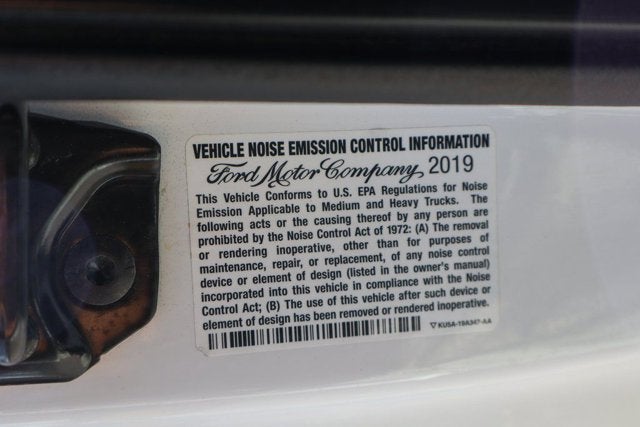 VEHICLE NOISE EMISSION CONTROL INFORMATION
Ford Motor Company 2019
This Vehicle Conforms to U.S. EPA Regulations for Noise
Emission Applicable to Medium and Heavy Trucks. The
following acts or the causing thereof by any person are
prohibited by the Noise Control Act of 1972: (A) The removal
or rendering inoperative, other than for purposes of
maintenance, repair, or replacement, of any noise control
device or element of design (listed in the owner's manual)
incorporated into this vehicle in compliance with the Noise
Control Act; (B) The use of this vehicle after such device or
element of design has been removed or rendered inoperative.
KU5A-19A347-AA